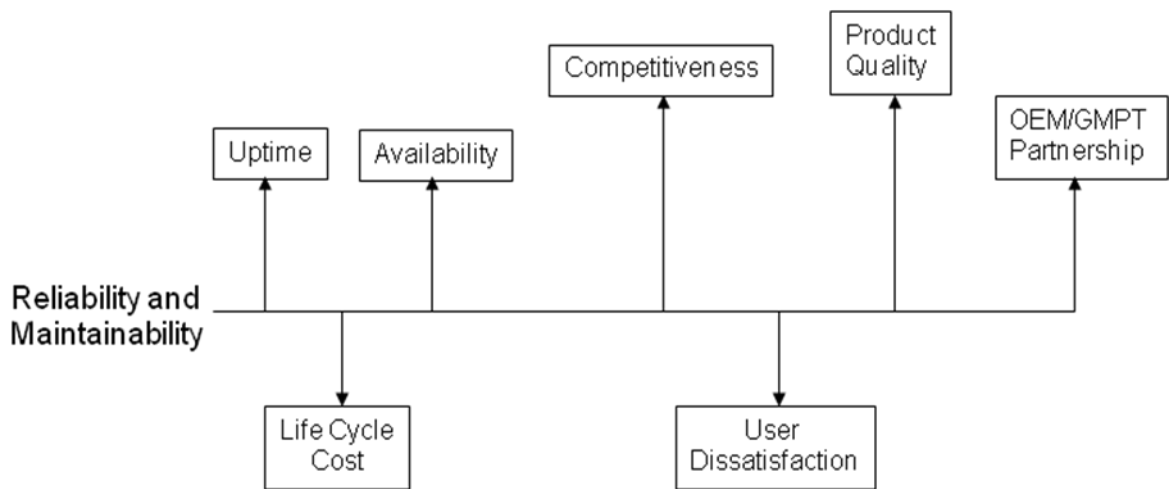 Product
Quality
Competitiveness
OEM/GMPT
Partnership
Uptime
Availability
Reliability and
Maintainability
Life Cycle
Cost
User
Dissatisfaction